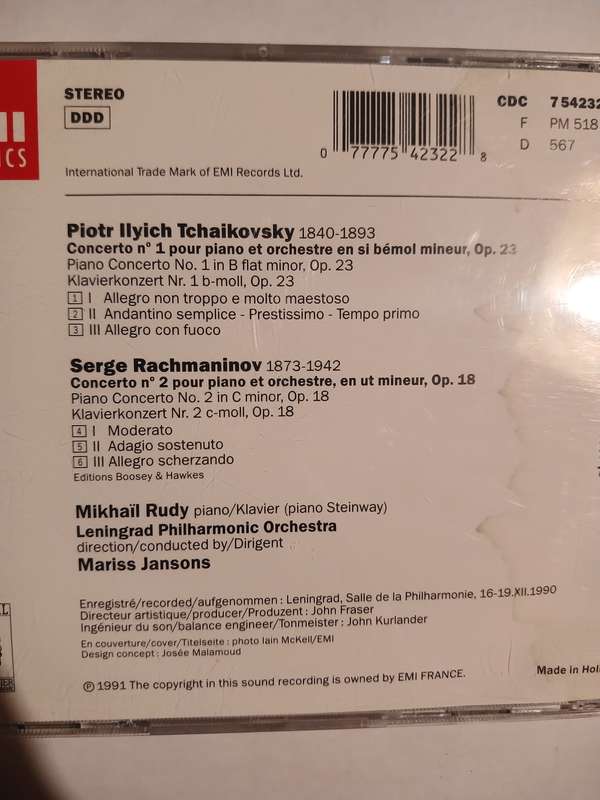 STEREO
DDD
International Trade Mark of EMI Records Ltd.
0 77775 42322 8
CDC 7 54232
F PM 518
D 567
Piotr Ilyich Tchaikovsky 1840-1893
Concerto n° 1 pour piano et orchestre en si bémol mineur, Op. 23
Piano Concerto No. 1 in B flat minor, Op. 23
Klavierkonzert Nr. 1 b-moll, Op. 23
1 I Allegro non troppo e molto maestoso
2 II Andantino semplice - Prestissimo - Tempo primo
3 III Allegro con fuoco
Serge Rachmaninov 1873-1942
Concerto n° 2 pour piano et orchestre, en ut mineur, Op. 18
Piano Concerto No. 2 in C minor, Op. 18
Klavierkonzert Nr. 2 c-moll, Op. 18
4 I Moderato
5 II Adagio sostenuto
6 III Allegro scherzando
Editions Boosey & Hawkes
Mikhaïl Rudy piano/Klavier (piano Steinway)
Leningrad Philharmonic Orchestra
direction/conducted by/Dirigent
Mariss Jansons
Enregistré/recorded/aufgenommen : Leningrad, Salle de la Philharmonie, 16-19.XII.1990
Directeur artistique/producer/Produzent : John Fraser
Ingénieur du son/balance engineer/Tonmeister : John Kurlander
En couverture/cover/Titelseite : photo Iain McKell/EMI
Design concept : Josée Malamoud
℗ 1991 The copyright in this sound recording is owned by EMI FRANCE.
Made in Hol